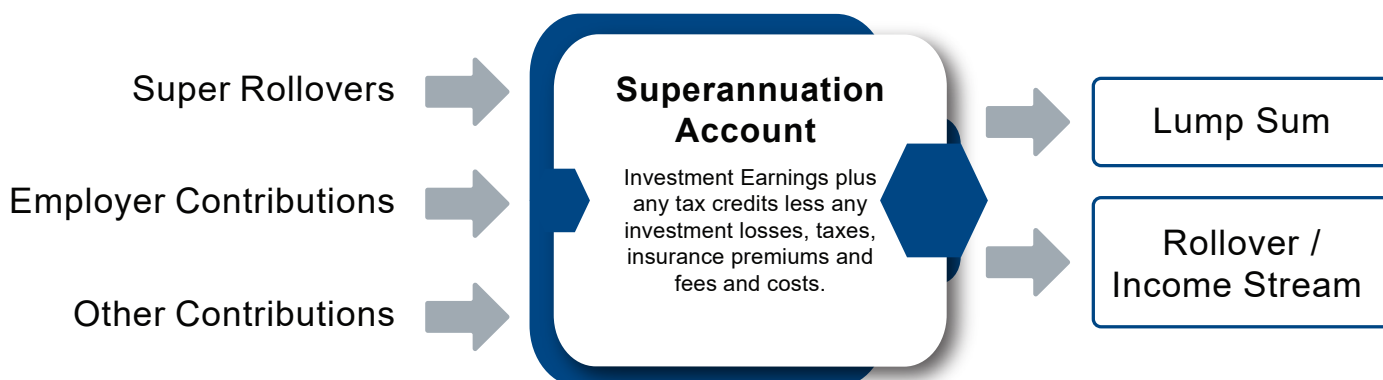 Super Rollovers
Employer Contributions
Other Contributions
Superannuation
Account
Investment Earnings plus
any tax credits less any
investment losses, taxes,
insurance premiums and
fees and costs.
Lump Sum
Rollover /
Income Stream